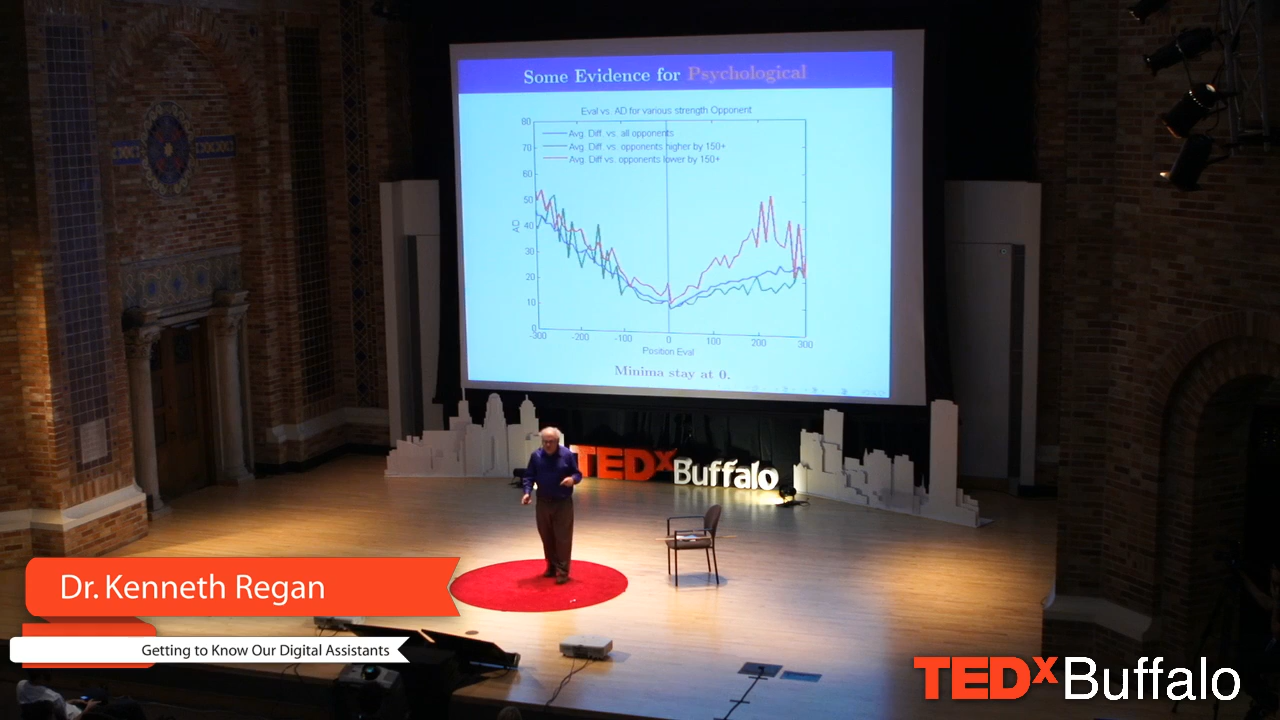 Some Evidence for Psychological
Eval vs. AD for various strength Opponent
Avg. Diff. vs. all opponents
Avg. Diff vs. opponents higher by 150+
Avg. Diff vs. opponents lower by 150+
80
70
60
50
40
30
20
10
0
AD
-300 -200 -100 0 100 200 300
Position Eval
Minima stay at 0.
TEDx Buffalo
Dr. Kenneth Regan
Getting to Know Our Digital Assistants
TEDxBuffalo